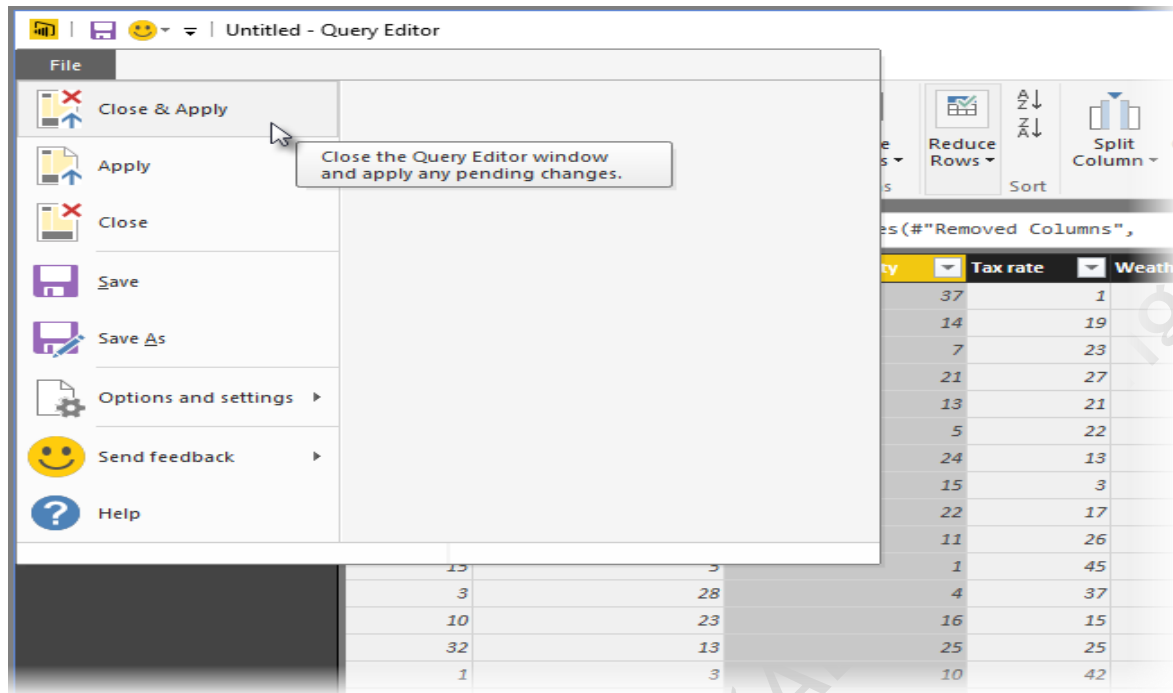 Untitled - Query Editor
File
Close & Apply
Close the Query Editor window
and apply any pending changes.
Apply
Close
Save
Save As
Options and settings
Send feedback
Help
e
s
s
Reduce
Rows
Sort
Split
Column
es(#"Removed Columns",
ty Tax rate Weath
37 1
14 19
7 23
21 27
13 21
5 22
24 13
15 3
22 17
11 26
15 5 1 45
3 28 4 37
10 23 16 15
32 13 25 25
1 3 10 42